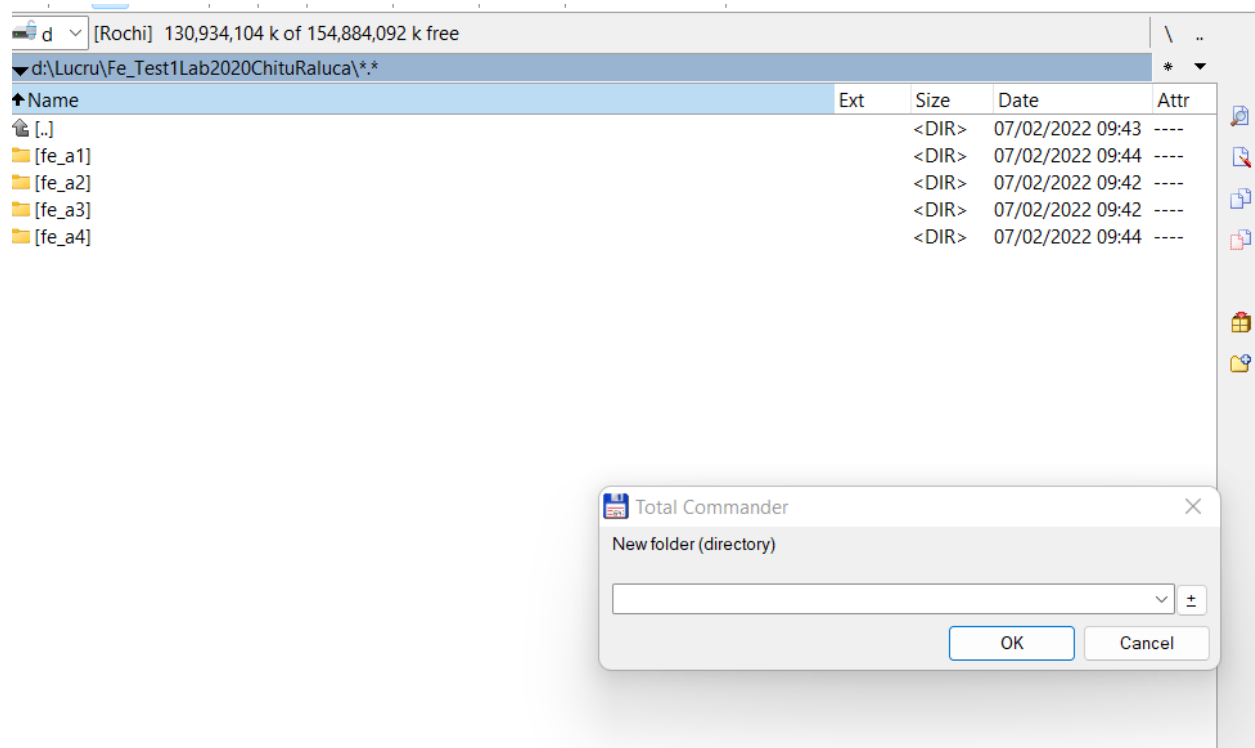 d [Rochi] 130,934,104 k of 154,884,092 k free \ ..
d:\Lucru\Fe_Test1Lab2020ChituRaluca\*.* *
Name Ext Size Date Attr
[..] <DIR> 07/02/2022 09:43 ----
[fe_a1] <DIR> 07/02/2022 09:44 ----
[fe_a2] <DIR> 07/02/2022 09:42 ----
[fe_a3] <DIR> 07/02/2022 09:42 ----
[fe_a4] <DIR> 07/02/2022 09:44 ----
Total Commander
New folder (directory)
±
OK Cancel